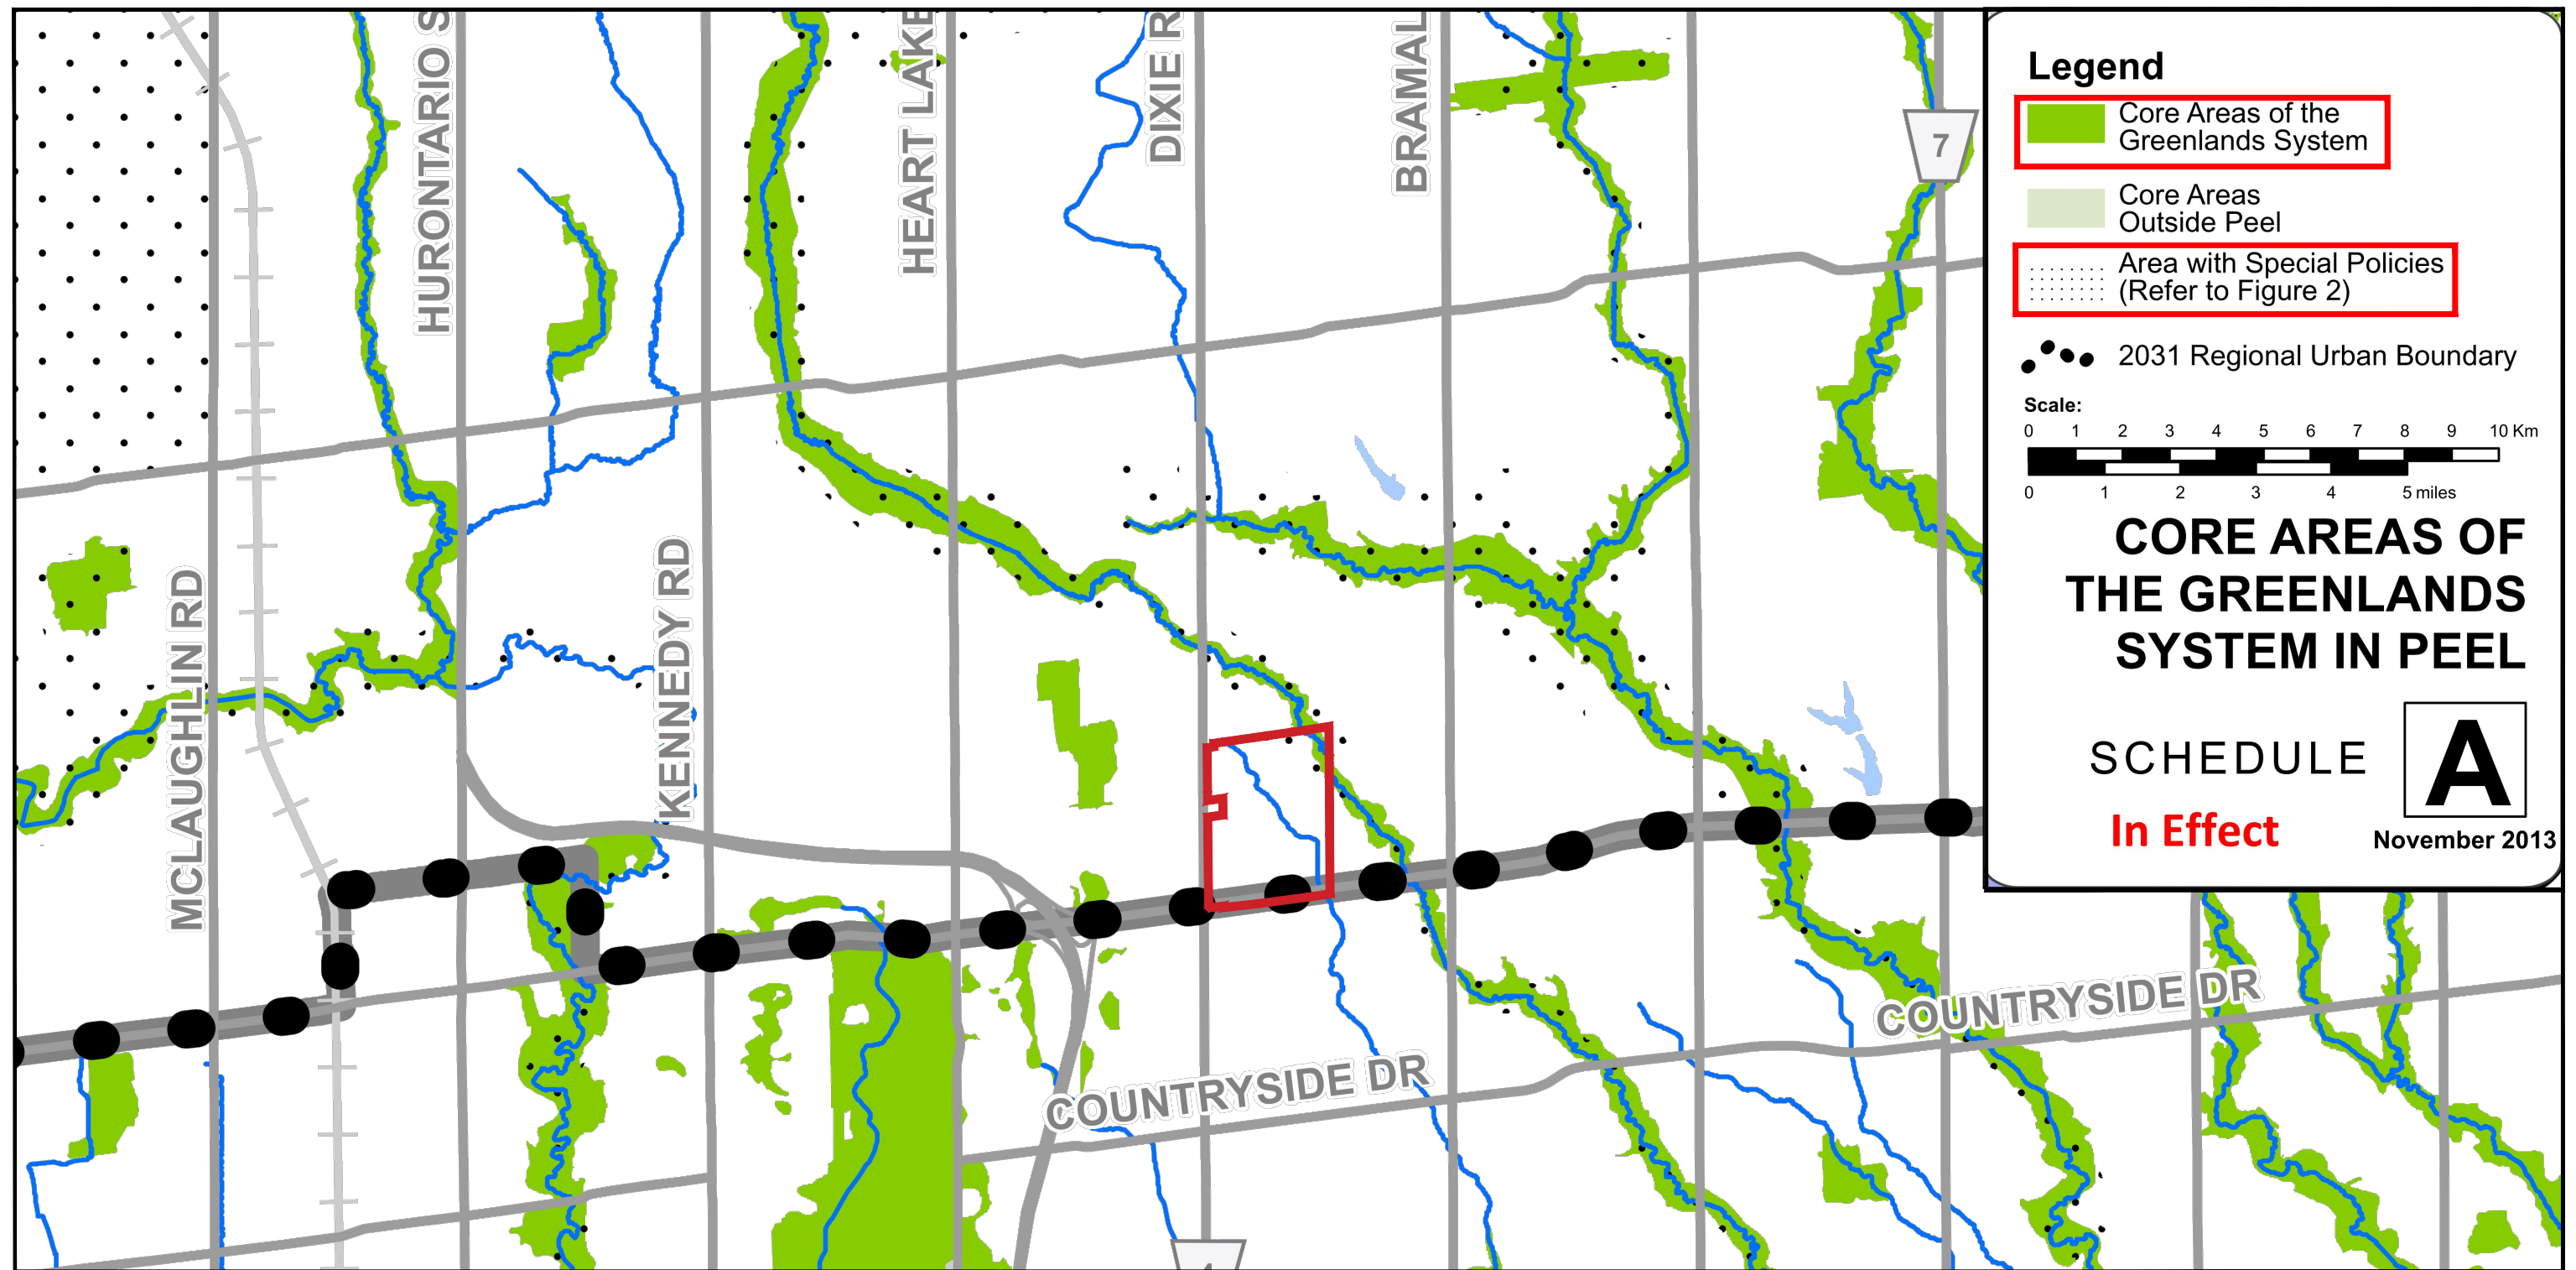 HURONTARIO S
HEART LAKE
DIXIE R
BRAMAL
7
MCLAUGHLIN RD
KENNEDY RD
COUNTRYSIDE DR
COUNTRYSIDE DR
Legend
Core Areas of the
Greenlands System
Core Areas
Outside Peel
Area with Special Policies
(Refer to Figure 2)
2031 Regional Urban Boundary
Scale:
0 1 2 3 4 5 6 7 8 9 10 Km
0 1 2 3 4 5 miles
CORE AREAS OF
THE GREENLANDS
SYSTEM IN PEEL
SCHEDULE A
In Effect
November 2013